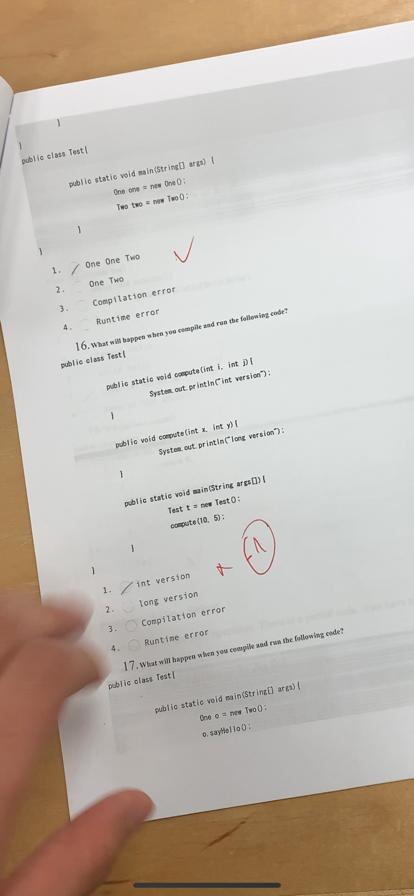 }
}
public class Test{
public static void main(String[] args) {
One one = new One();
Two two = new Two();
}
}
1. One One Two
2. One Two
3. Compilation error
4. Runtime error
16. What will happen when you compile and run the following code?
public class Test{
public static void compute(int i, int j){
System.out.println("int version");
}
public void compute(int x, int y){
System.out.println("long version");
}
public static void main(String args[]){
Test t = new Test();
compute(10, 5);
}
}
-1
1. int version
2. long version
3. Compilation error
4. Runtime error
17. What will happen when you compile and run the following code?
public class Test{
public static void main(String[] args){
One o = new Two();
o.sayHello();